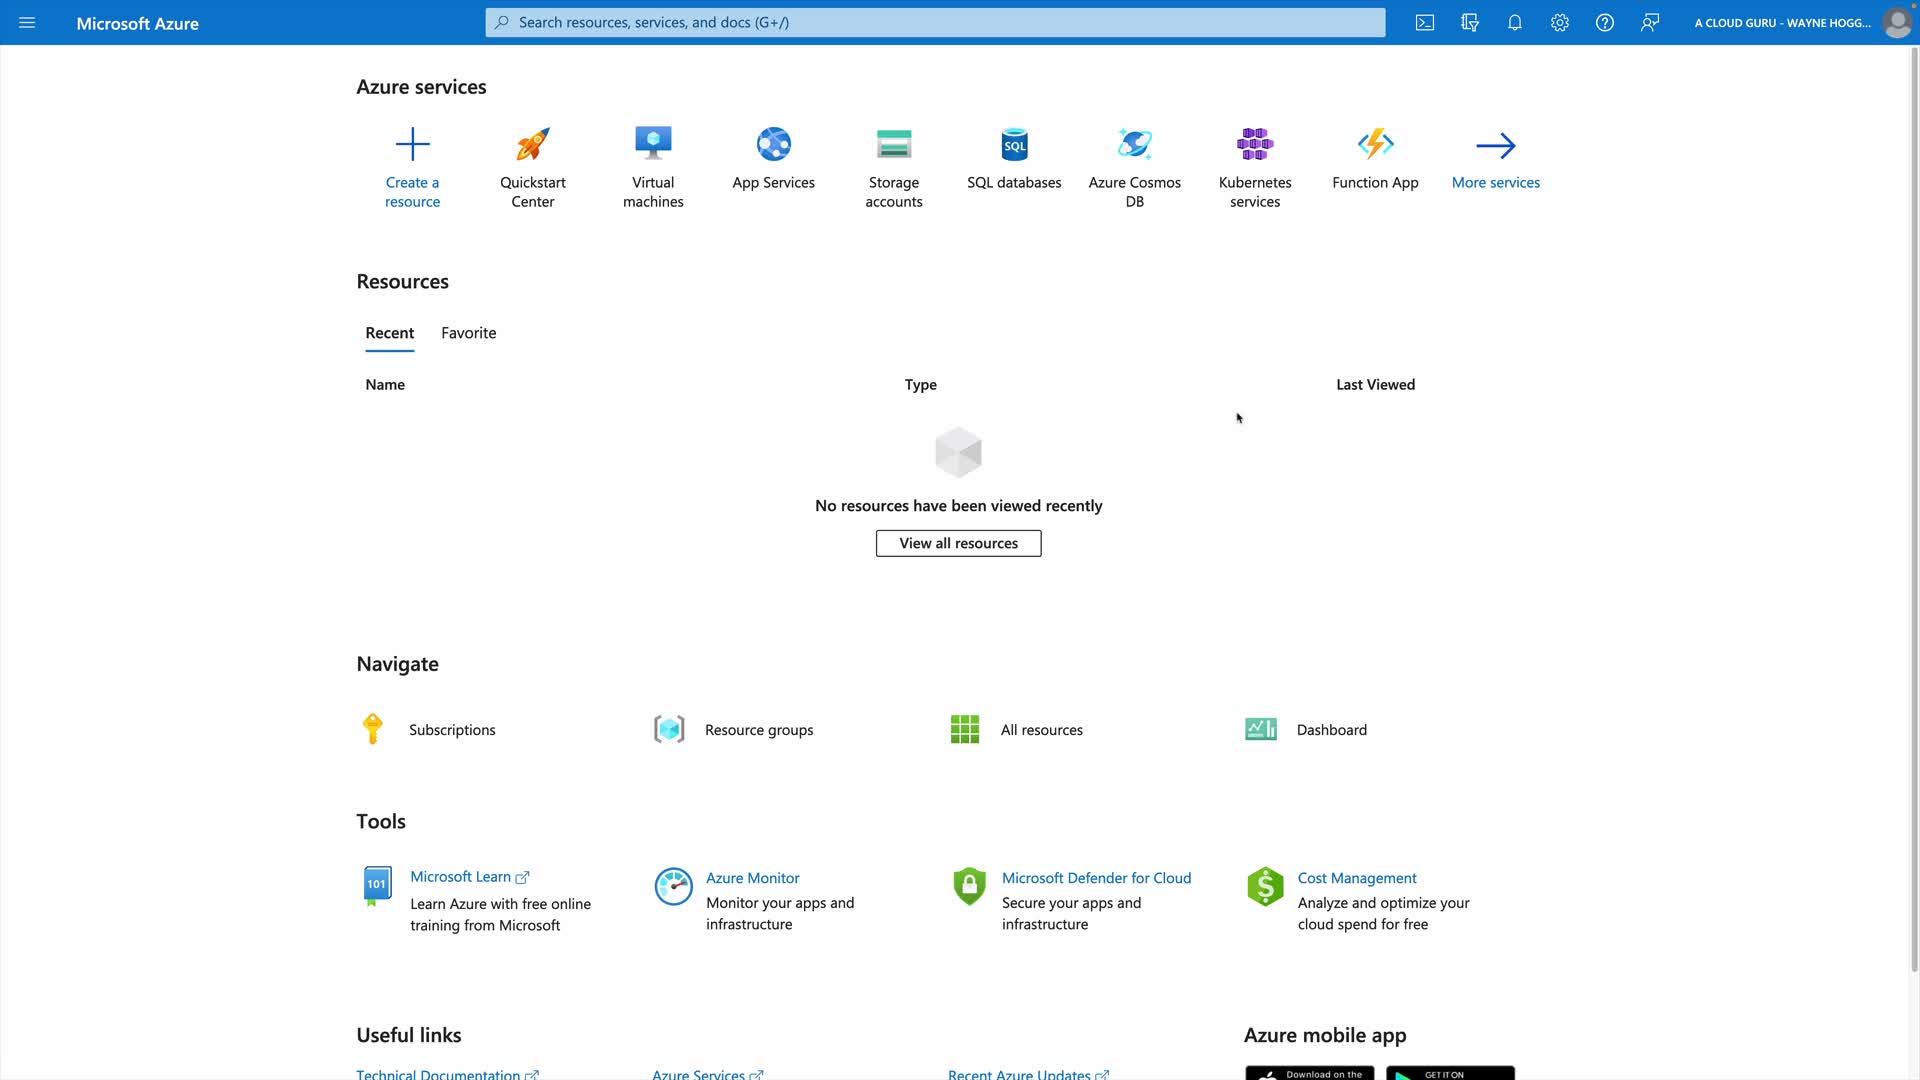 Microsoft Azure
Search resources, services, and docs (G+/)
A CLOUD GURU - WAYNE HOGG...
Azure services
Create a
resource
Quickstart
Center
Virtual
machines
App Services
Storage
accounts
SQL
SQL databases
Azure Cosmos
DB
Kubernetes
services
Function App
More services
Resources
Recent
Favorite
Name
Type
Last Viewed
No resources have been viewed recently
View all resources
Navigate
Subscriptions
Resource groups
All resources
Dashboard
Tools
101
Microsoft Learn
Learn Azure with free online
training from Microsoft
Azure Monitor
Monitor your apps and
infrastructure
Microsoft Defender for Cloud
Secure your apps and
infrastructure
Cost Management
Analyze and optimize your
cloud spend for free
Useful links
Azure mobile app
Technical Documentation
Azure Services
Recent Azure Updates
Download on the
GET IT ON